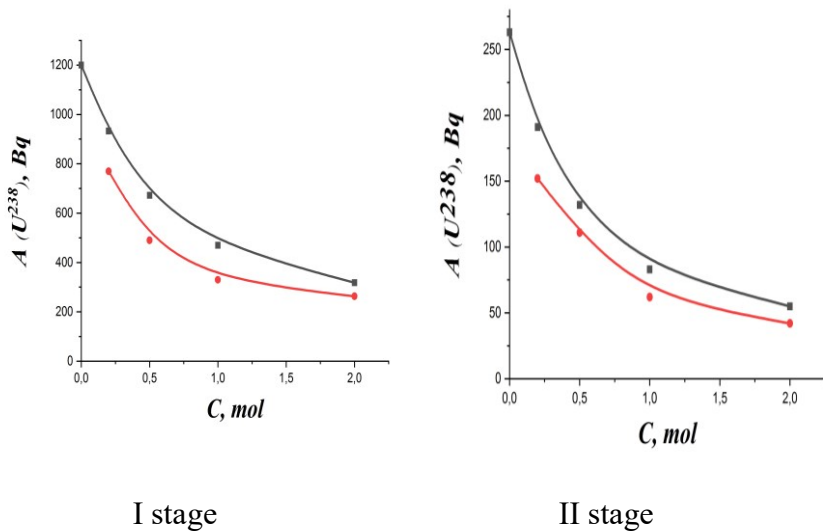 A (U²³⁸), Bq
1200
1000
800
600
400
200
0
0,0 0,5 1,0 1,5 2,0
C, mol
I stage
A (U238), Bq
250
200
150
100
50
0
0,0 0,5 1,0 1,5 2,0
C, mol
II stage